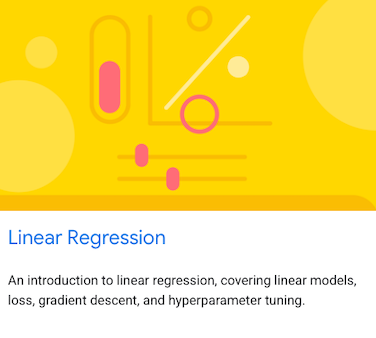 Linear Regression
An introduction to linear regression, covering linear models,
loss, gradient descent, and hyperparameter tuning.